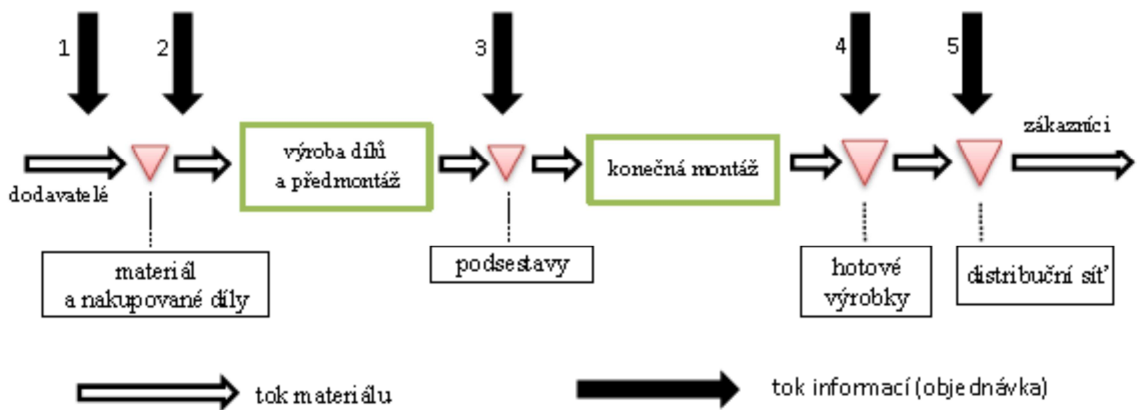 1
2
3
4
5
dodavatelé
výroba dílů
a předmontáž
konečná montáž
zákazníci
materiál
a nakupované díly
podsestavy
hotové
výrobky
distribuční síť
tok materiálu
tok informací (objednávka)